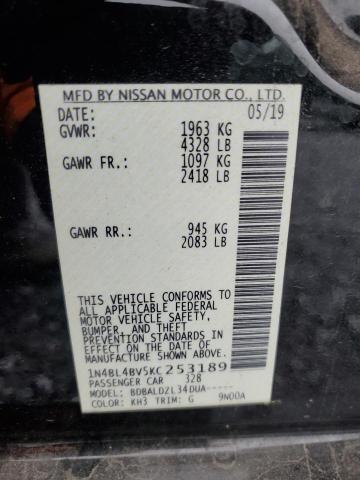 MFD BY NISSAN MOTOR CO., LTD.
DATE: 05/19
GVWR: 1963 KG
4328 LB
GAWR FR.: 1097 KG
2418 LB
GAWR RR.: 945 KG
2083 LB
THIS VEHICLE CONFORMS TO
ALL APPLICABLE FEDERAL
MOTOR VEHICLE SAFETY,
BUMPER, AND THEFT
PREVENTION STANDARDS IN
EFFECT ON THE DATE OF
MANUFACTURE SHOWN ABOVE.
1N4BL4BV5KC253189
PASSENGER CAR 328
MODEL: BDBALDZL34DUA-----
COLOR: KH3 TRIM: G 9N00A